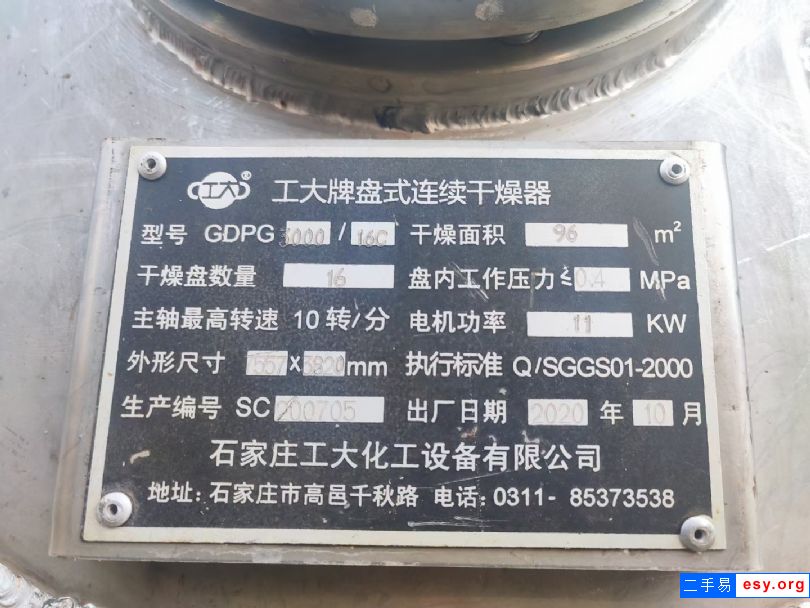 工大® 工大牌盘式连续干燥器
型号 GDPG 3000 / 16C 干燥面积 96 m²
干燥盘数量 16 盘内工作压力≤0.4 MPa
主轴最高转速 10转/分 电机功率 11 KW
外形尺寸 X mm 执行标准 Q/SGGS01-2000
生产编号 SC200705 出厂日期 2020 年 10 月
石家庄工大化工设备有限公司
地址: 石家庄市高邑千秋路 电话: 0311- 85373538
二手易 esy.org